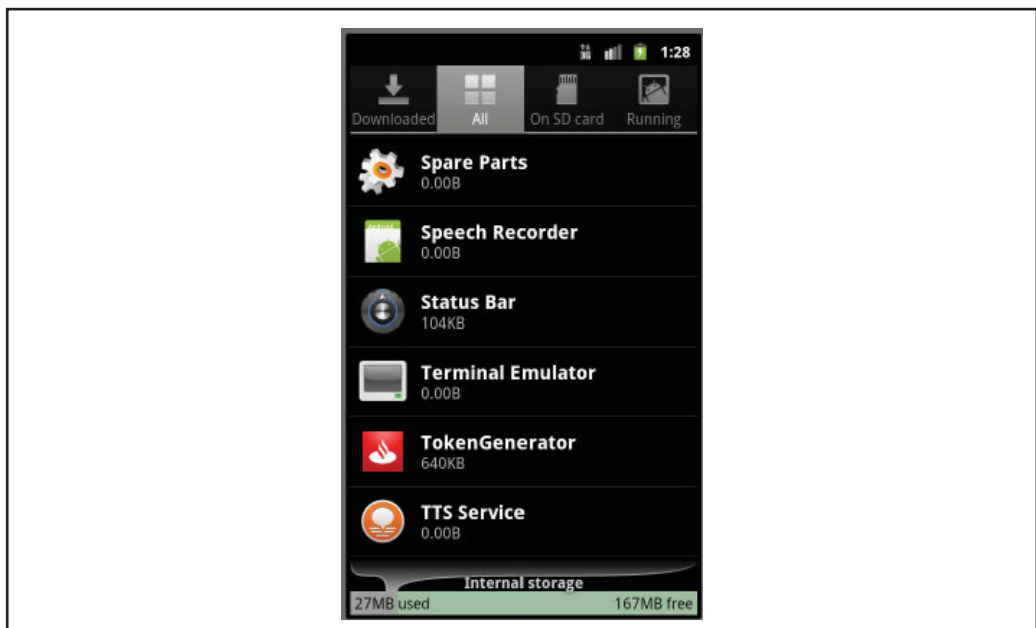 3G 1:28
Downloaded All On SD card Running
Spare Parts
0.00B
Speech Recorder
0.00B
Status Bar
104KB
Terminal Emulator
0.00B
TokenGenerator
640KB
TTS Service
0.00B
Internal storage
27MB used 167MB free